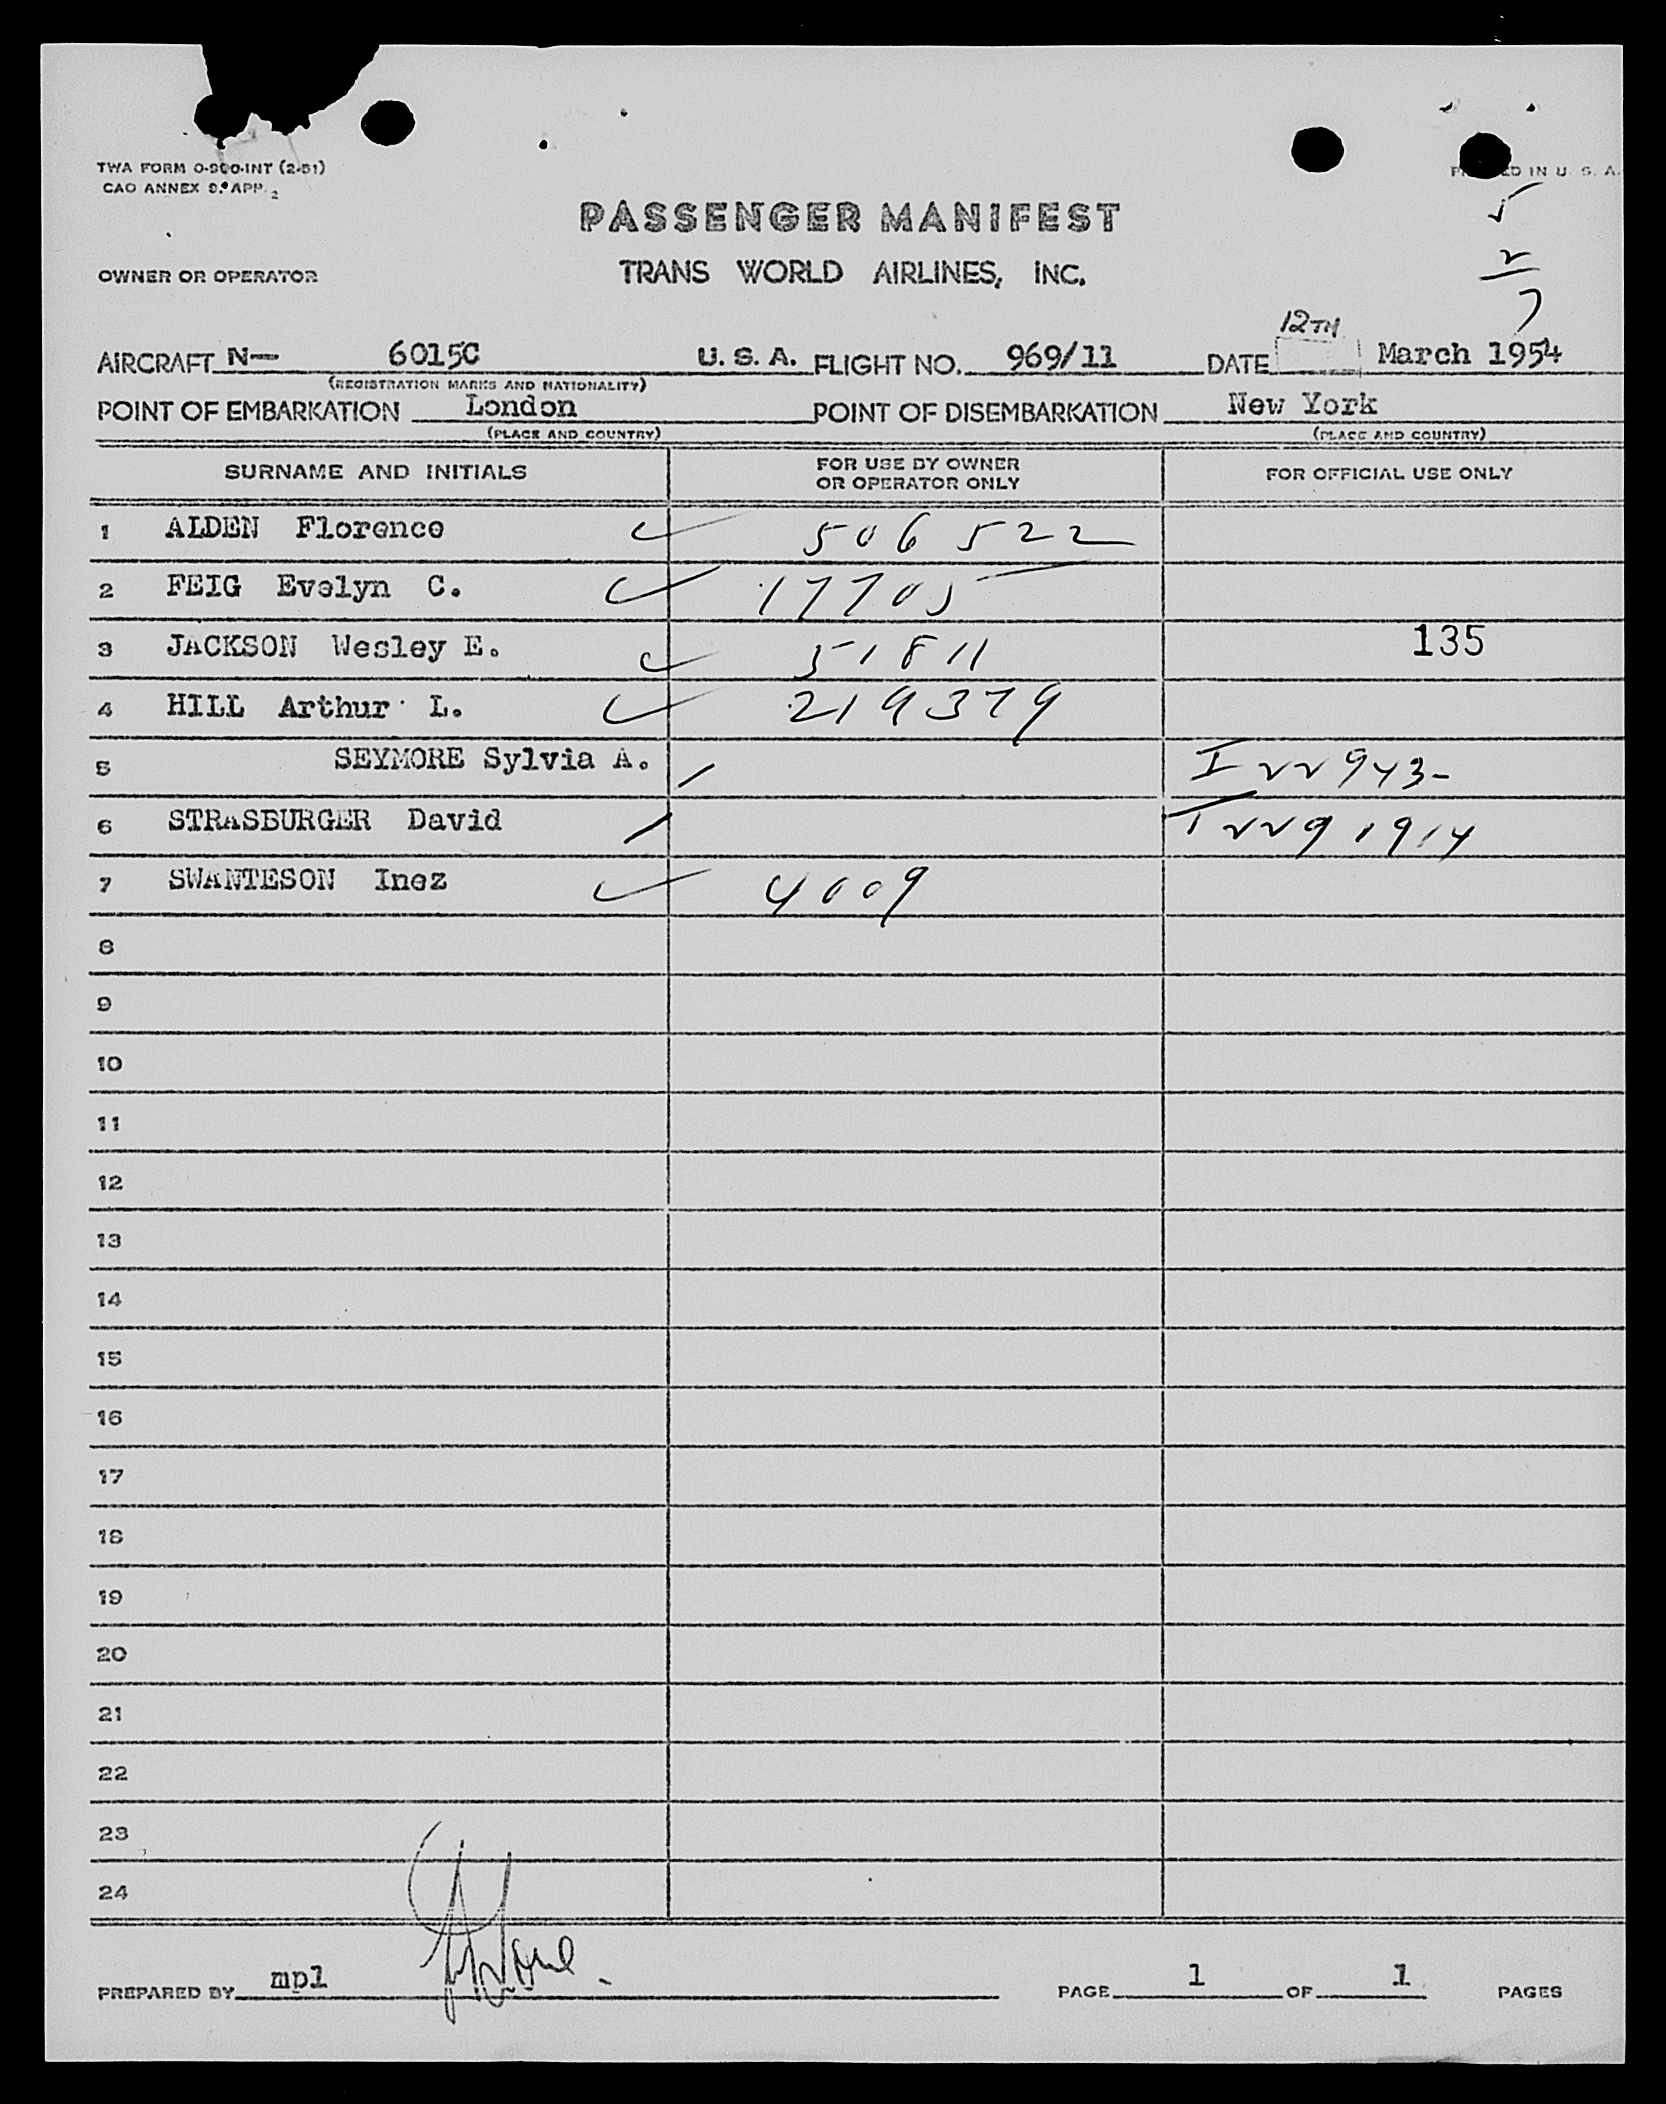 TWA FORM O-900-INT (2-51)
CAO ANNEX 9. APP. 2
IN U. S. A.
PASSENGER MANIFEST
5
2
7
OWNER OR OPERATOR
TRANS WORLD AIRLINES, INC.
12TH
AIRCRAFT N— 6015C U. S. A. FLIGHT NO. 969/11 DATE March 1954
(REGISTRATION MARKS AND NATIONALITY)
POINT OF EMBARKATION London POINT OF DISEMBARKATION New York
(PLACE AND COUNTRY) (PLACE AND COUNTRY)
SURNAME AND INITIALS FOR USE BY OWNER OR OPERATOR ONLY FOR OFFICIAL USE ONLY
1 ALDEN Florence 506 522
2 FEIG Evelyn C. 17705
3 JACKSON Wesley E. 51811 135
4 HILL Arthur L. 219379
5 SEYMORE Sylvia A.
6 STRASBURGER David
7 SWANTESON Inez 4009
8
9
10
11
12
13
14
15
16
17
18
19
20
21
22
23
24
PREPARED BY mpl PAGE 1 OF 1 PAGES